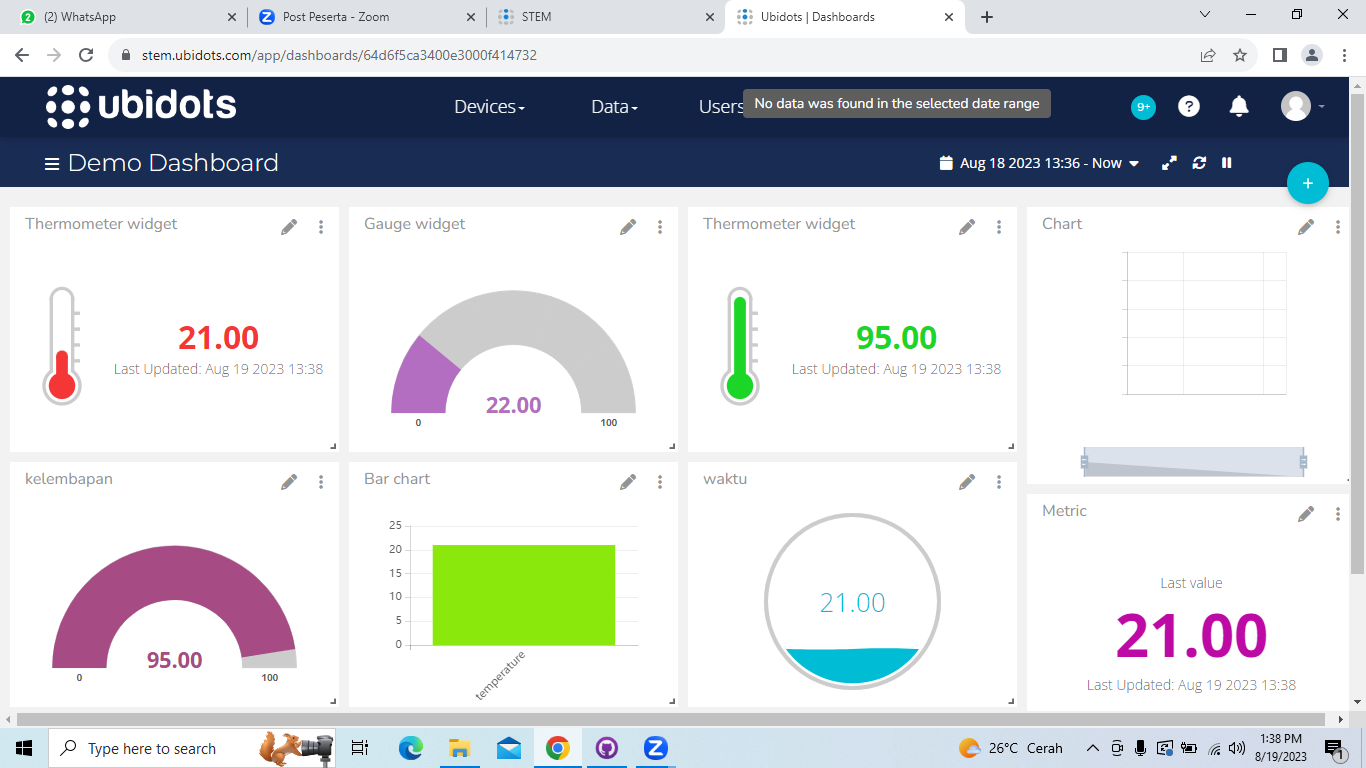 (2) WhatsApp
Post Peserta - Zoom
STEM
Ubidots | Dashboards
stem.ubidots.com/app/dashboards/64d6f5ca3400e3000f414732
ubidots
Devices
Data
Users
No data was found in the selected date range
9+
?
Demo Dashboard
Aug 18 2023 13:36 - Now
+
Thermometer widget
21.00
Last Updated: Aug 19 2023 13:38
Gauge widget
22.00
0
100
Thermometer widget
95.00
Last Updated: Aug 19 2023 13:38
Chart
kelembapan
95.00
0
100
Bar chart
25
20
15
10
5
0
temperature
waktu
21.00
Metric
Last value
21.00
Last Updated: Aug 19 2023 13:38
Type here to search
26°C Cerah
1:38 PM
8/19/2023
1